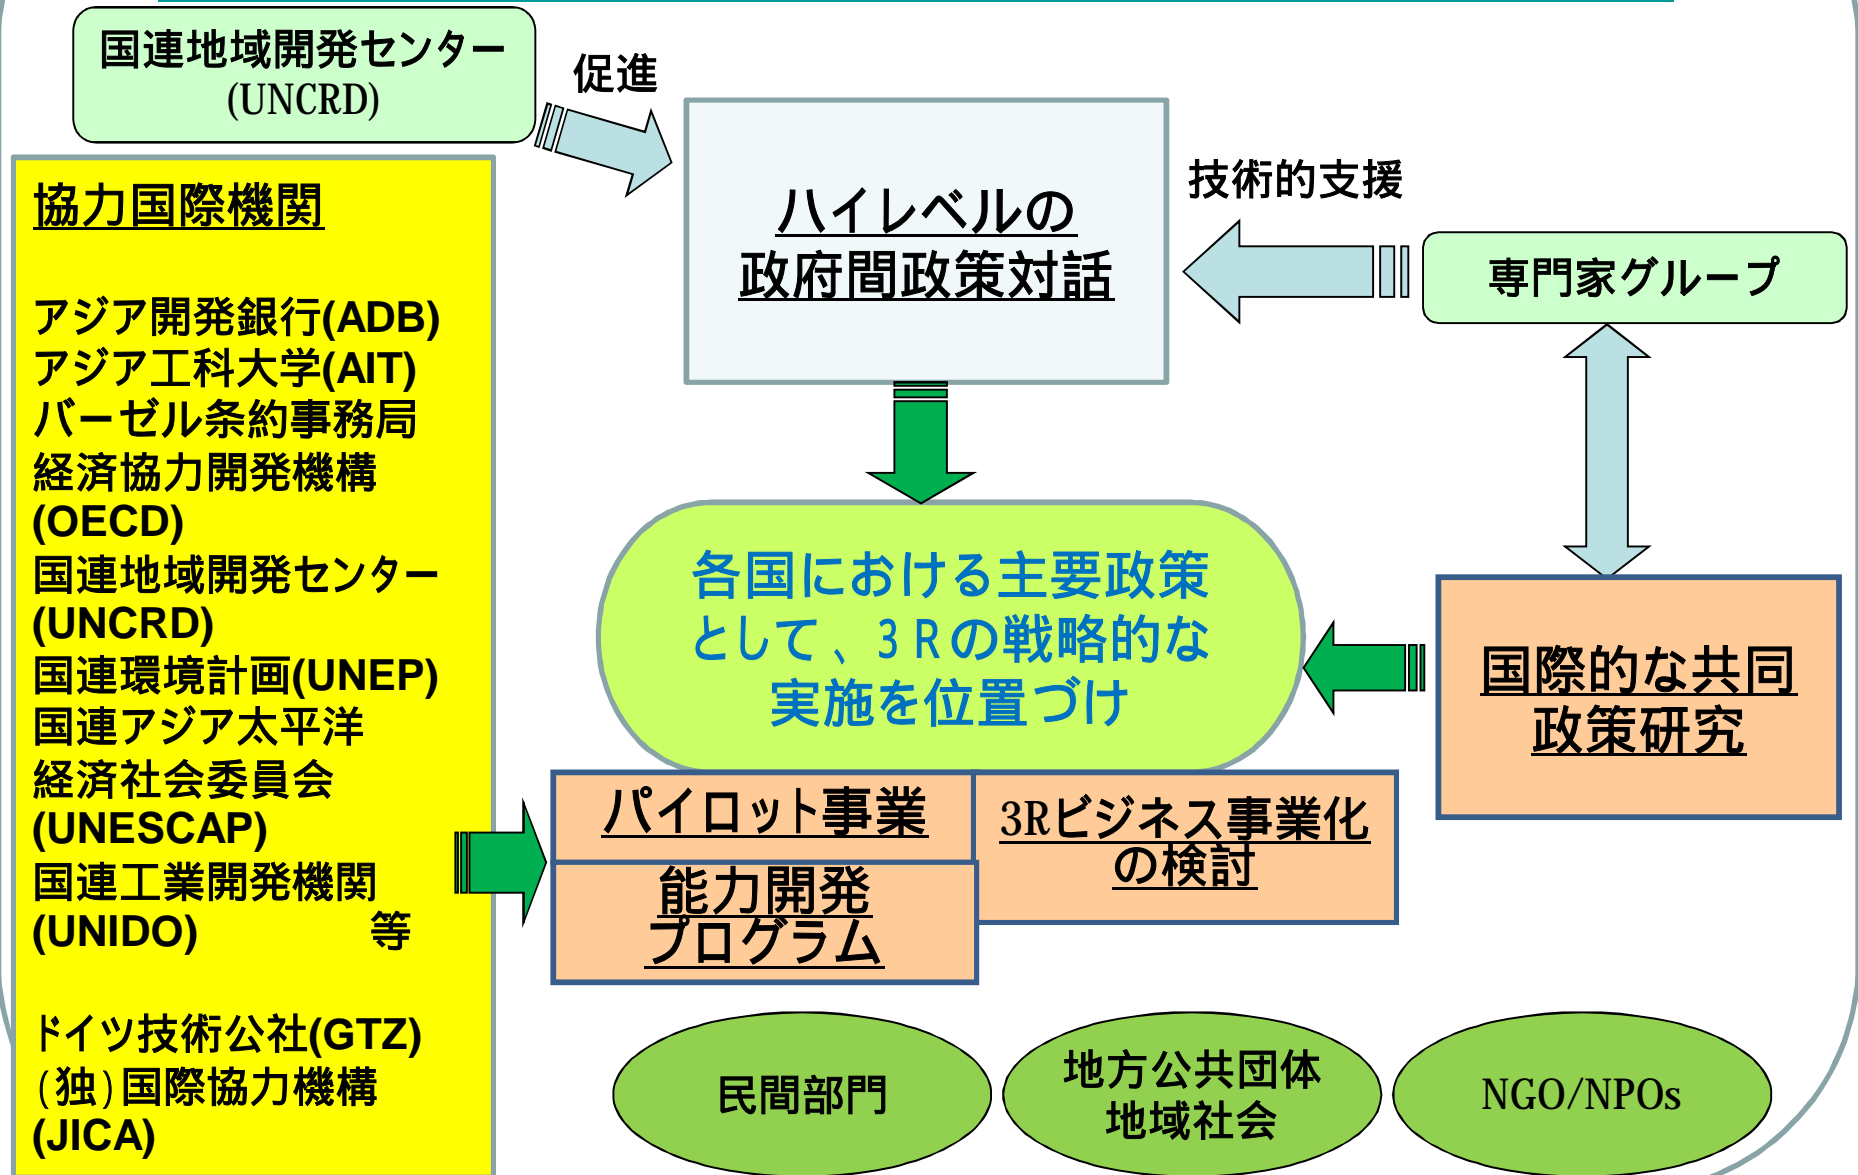 国連地域開発センター
(UNCRD)
促進
ハイレベルの
政府間政策対話
技術的支援
専門家グループ
協力国際機関
アジア開発銀行(ADB)
アジア工科大学(AIT)
バーゼル条約事務局
経済協力開発機構
(OECD)
国連地域開発センター
(UNCRD)
国連環境計画(UNEP)
国連アジア太平洋
経済社会委員会
(UNESCAP)
国連工業開発機関
(UNIDO) 等
ドイツ技術公社(GTZ)
(独)国際協力機構
(JICA)
各国における主要政策
として、3Rの戦略的な
実施を位置づけ
国際的な共同
政策研究
パイロット事業
能力開発
プログラム
3Rビジネス事業化
の検討
民間部門
地方公共団体
地域社会
NGO/NPOs